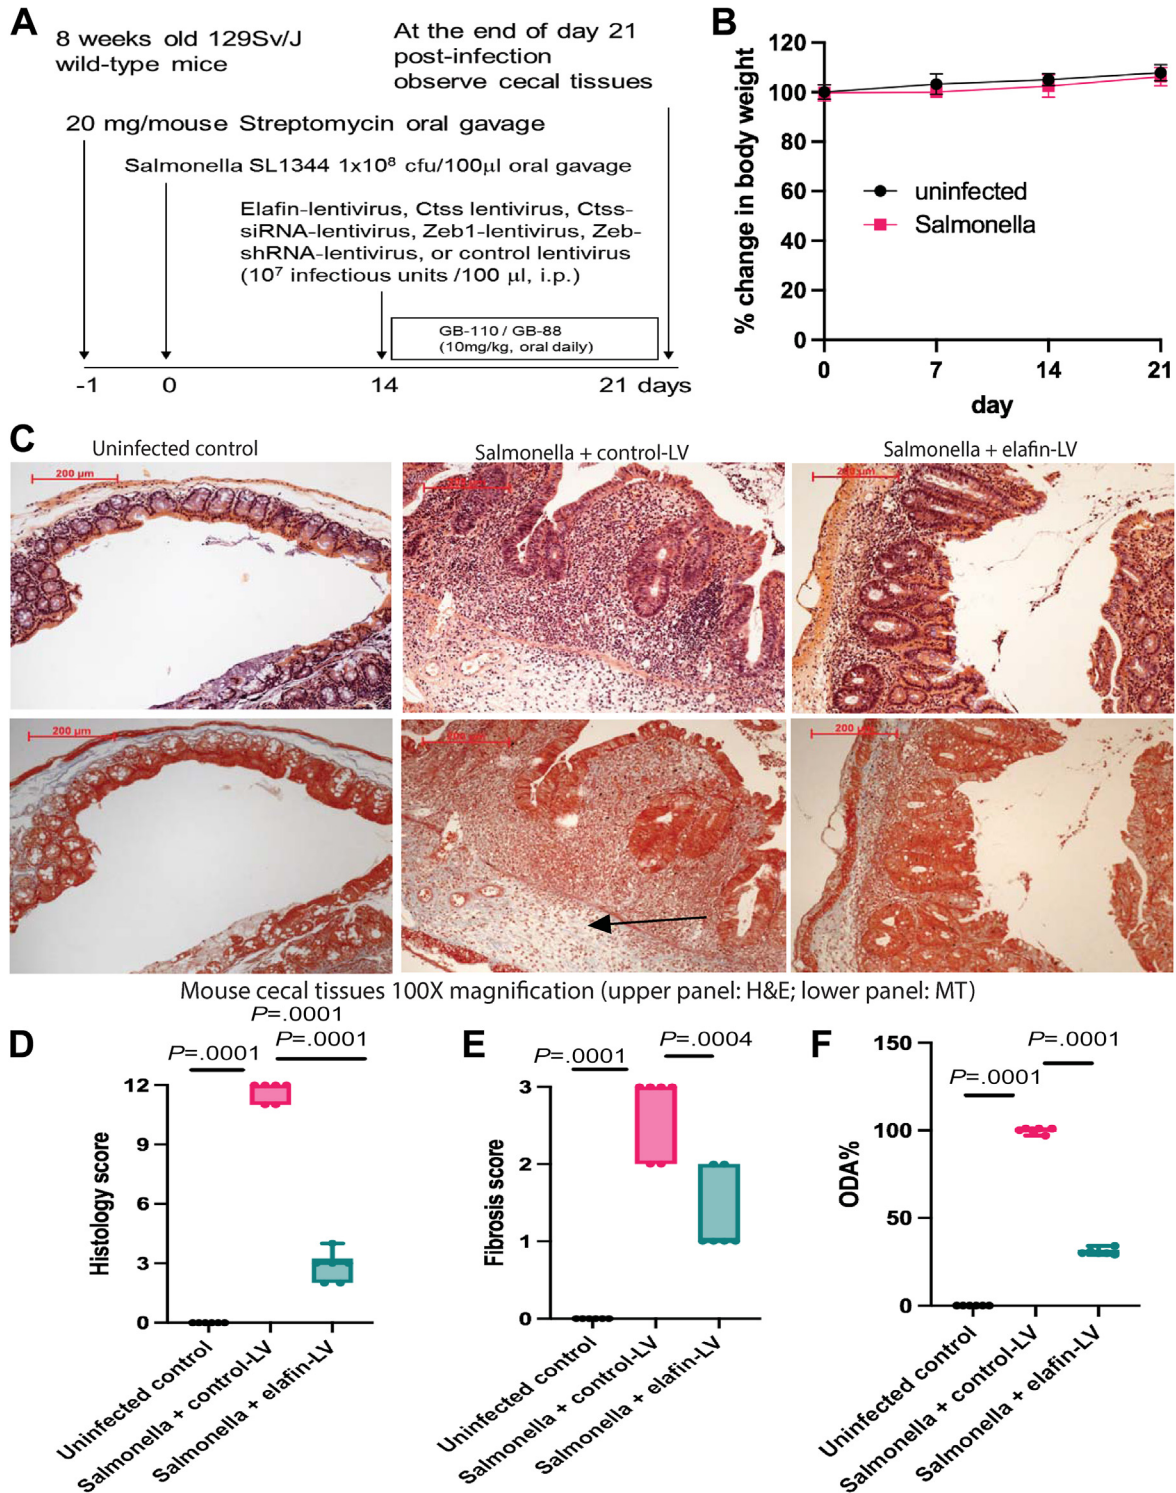 A
8 weeks old 129Sv/J
wild-type mice
At the end of day 21
post-infection
observe cecal tissues
20 mg/mouse Streptomycin oral gavage
Salmonella SL1344 1x10⁸ cfu/100μl oral gavage
Elafin-lentivirus, Ctss lentivirus, Ctss-
siRNA-lentivirus, Zeb1-lentivirus, Zeb-
shRNA-lentivirus, or control lentivirus
(10⁷ infectious units /100 μl, i.p.)
GB-110 / GB-88
(10mg/kg, oral daily)
-1 0 14 21 days
B
% change in body weight
120
100
80
60
40
20
0
uninfected
Salmonella
0 7 14 21
day
C
Uninfected control
Salmonella + control-LV
Salmonella + elafin-LV
200 μm
200 μm
200 μm
200 μm
200 μm
200 μm
Mouse cecal tissues 100X magnification (upper panel: H&E; lower panel: MT)
D
P=.0001
P=.0001
P=.0001
Histology score
12
9
6
3
0
Uninfected control
Salmonella + control-LV
Salmonella + elafin-LV
E
P=.0001
P=.0004
Fibrosis score
3
2
1
0
Uninfected control
Salmonella + control-LV
Salmonella + elafin-LV
F
P=.0001
P=.0001
ODA%
150
100
50
0
Uninfected control
Salmonella + control-LV
Salmonella + elafin-LV